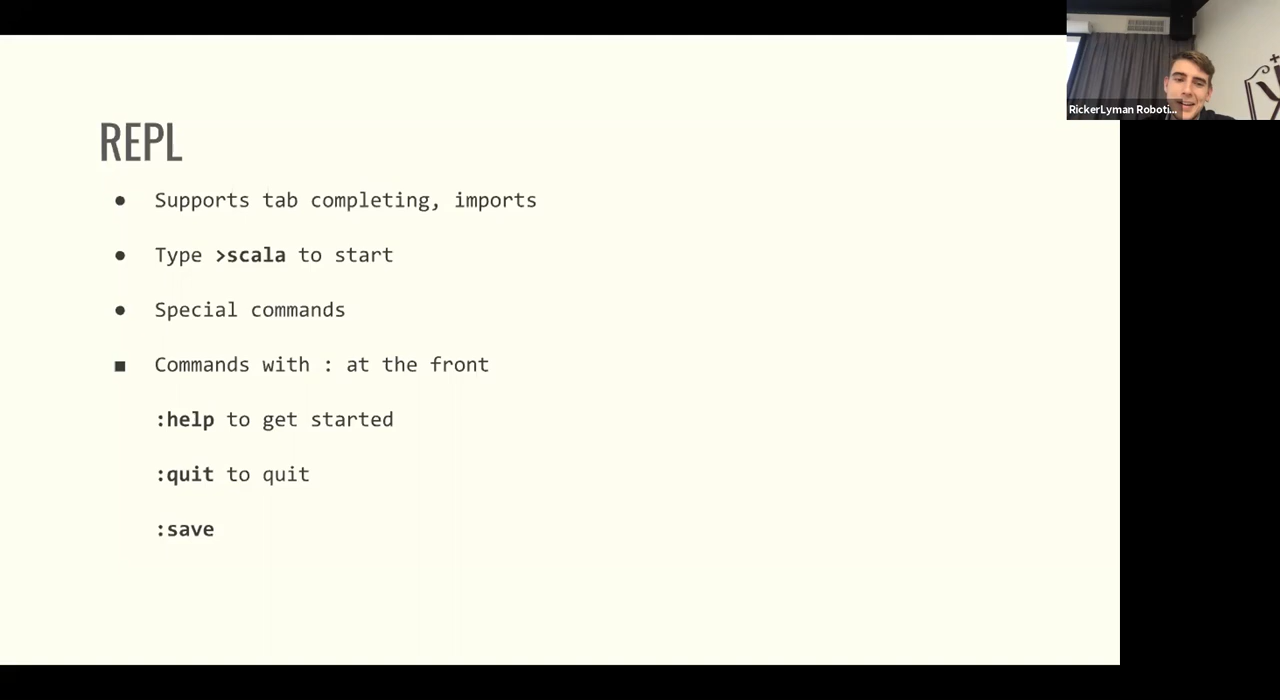 REPL
● Supports tab completing, imports
● Type >scala to start
● Special commands
■ Commands with : at the front
:help to get started
:quit to quit
:save
RickerLyman Roboti...